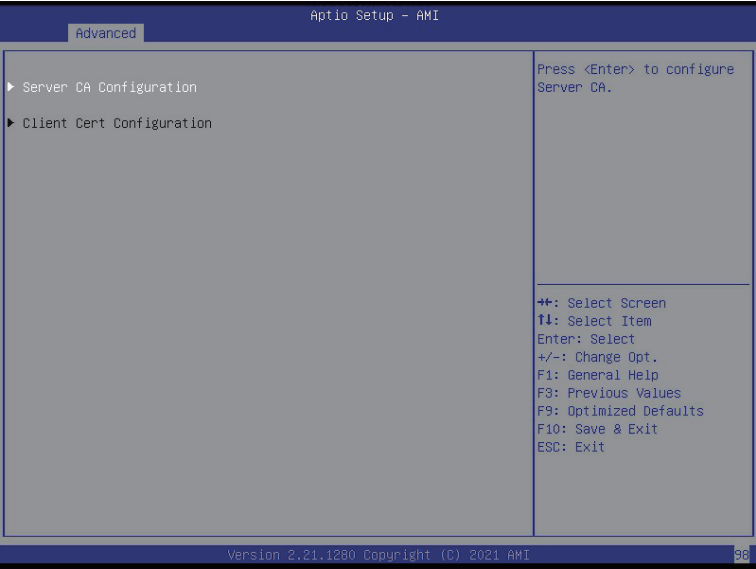 Aptio Setup – AMI
Advanced
Server CA Configuration
Client Cert Configuration
Press <Enter> to configure
Server CA.
→←: Select Screen
↑↓: Select Item
Enter: Select
+/-: Change Opt.
F1: General Help
F3: Previous Values
F9: Optimized Defaults
F10: Save & Exit
ESC: Exit
Version 2.21.1280 Copyright (C) 2021 AMI
98